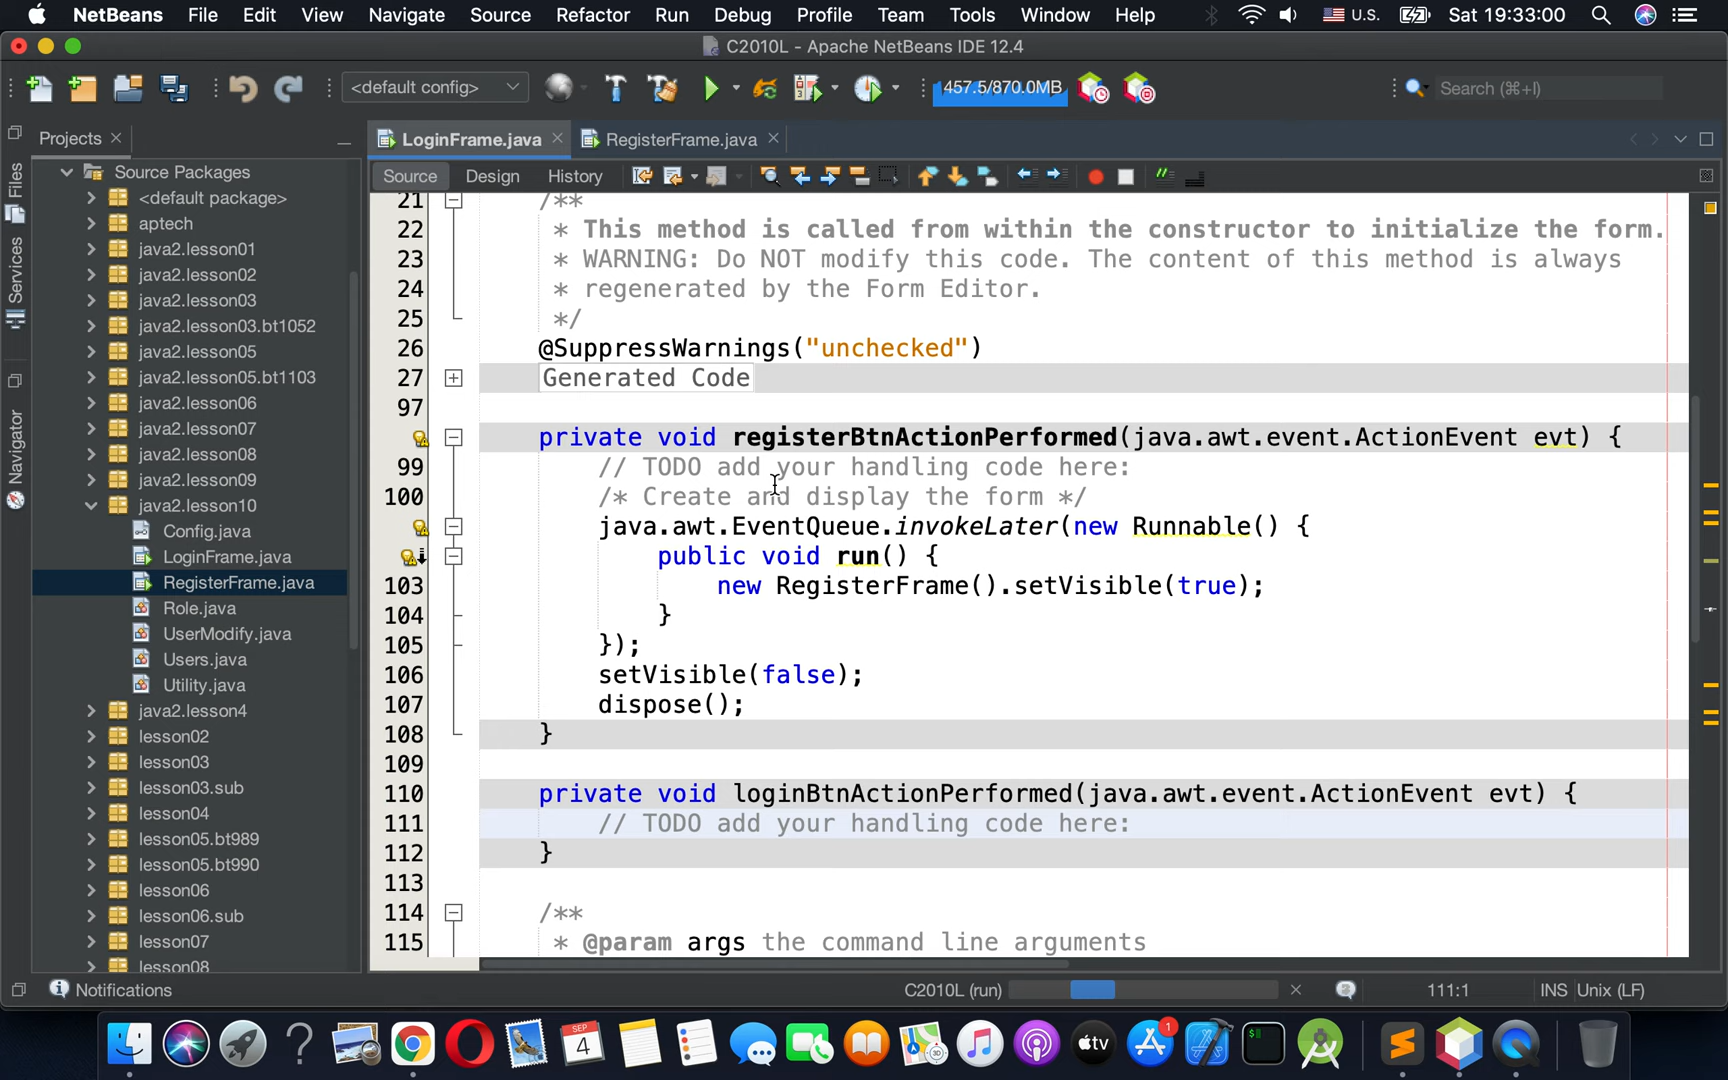 NetBeans File Edit View Navigate Source Refactor Run Debug Profile Team Tools Window Help U.S. Sat 19:33:00
C2010L - Apache NetBeans IDE 12.4
<default config> 457.5/870.0MB Search (⌘+I)
Projects LoginFrame.java RegisterFrame.java
Source Design History
Files
Services
Navigator
Source Packages
<default package>
aptech
java2.lesson01
java2.lesson02
java2.lesson03
java2.lesson03.bt1052
java2.lesson05
java2.lesson05.bt1103
java2.lesson06
java2.lesson07
java2.lesson08
java2.lesson09
java2.lesson10
Config.java
LoginFrame.java
RegisterFrame.java
Role.java
UserModify.java
Users.java
Utility.java
java2.lesson4
lesson02
lesson03
lesson03.sub
lesson04
lesson05.bt989
lesson05.bt990
lesson06
lesson06.sub
lesson07
lesson08
21 /**
22 * This method is called from within the constructor to initialize the form.
23 * WARNING: Do NOT modify this code. The content of this method is always
24 * regenerated by the Form Editor.
25 */
26 @SuppressWarnings("unchecked")
27 Generated Code
97
private void registerBtnActionPerformed(java.awt.event.ActionEvent evt) {
99 // TODO add your handling code here:
100 /* Create and display the form */
java.awt.EventQueue.invokeLater(new Runnable() {
public void run() {
103 new RegisterFrame().setVisible(true);
104 }
105 });
106 setVisible(false);
107 dispose();
108 }
109
110 private void loginBtnActionPerformed(java.awt.event.ActionEvent evt) {
111 // TODO add your handling code here:
112 }
113
114 /**
115 * @param args the command line arguments
Notifications C2010L (run) 111:1 INS Unix (LF)
SEP
4
tv
1